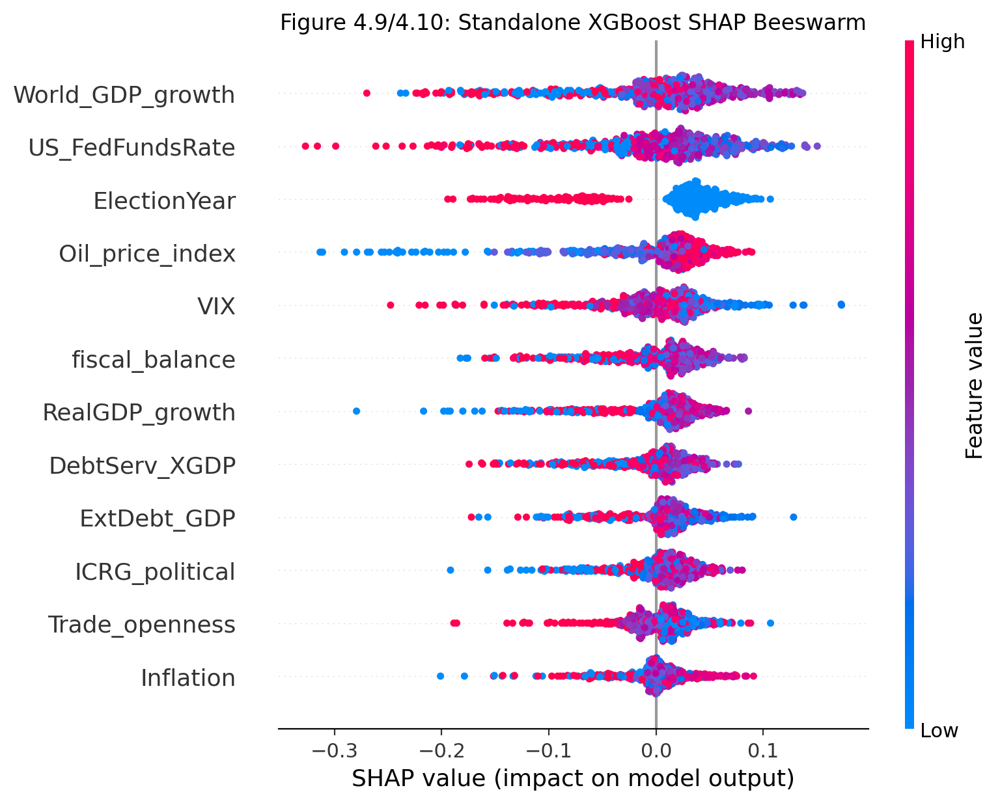 Figure 4.9/4.10: Standalone XGBoost SHAP Beeswarm
High
World_GDP_growth
US_FedFundsRate
ElectionYear
Oil_price_index
VIX
fiscal_balance
RealGDP_growth
DebtServ_XGDP
ExtDebt_GDP
ICRG_political
Trade_openness
Inflation
Feature value
Low
−0.3 −0.2 −0.1 0.0 0.1
SHAP value (impact on model output)